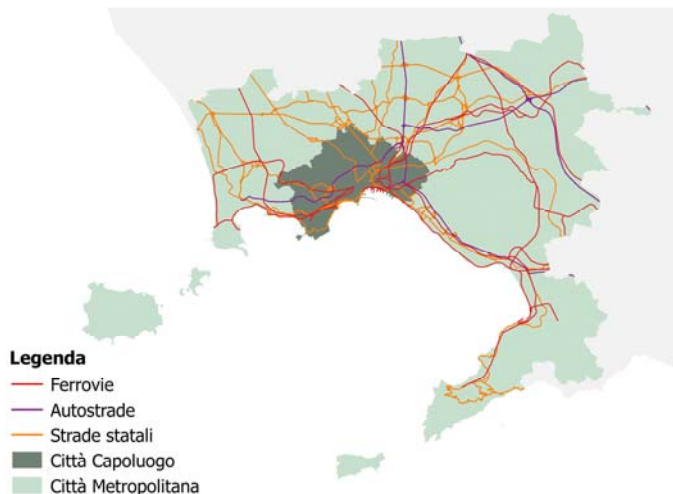 Legenda
Ferrovie
Autostrade
Strade statali
Città Capoluogo
Città Metropolitana